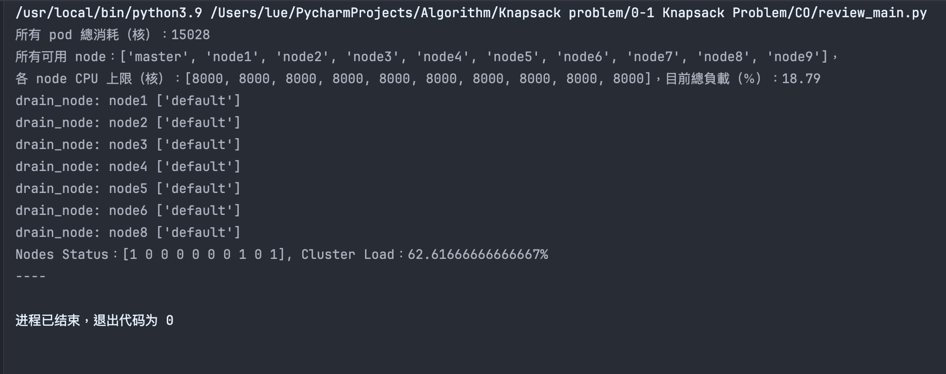 /usr/local/bin/python3.9 /Users/lue/PycharmProjects/Algorithm/Knapsack problem/0-1 Knapsack Problem/CO/review_main.py
所有 pod 總消耗（核）：15028
所有可用 node：['master', 'node1', 'node2', 'node3', 'node4', 'node5', 'node6', 'node7', 'node8', 'node9']，
各 node CPU 上限（核）：[8000, 8000, 8000, 8000, 8000, 8000, 8000, 8000, 8000, 8000]，目前總負載（%）：18.79
drain_node: node1 ['default']
drain_node: node2 ['default']
drain_node: node3 ['default']
drain_node: node4 ['default']
drain_node: node5 ['default']
drain_node: node6 ['default']
drain_node: node8 ['default']
Nodes Status：[1 0 0 0 0 0 0 1 0 1], Cluster Load：62.61666666666667%
----
进程已结束，退出代码为 0